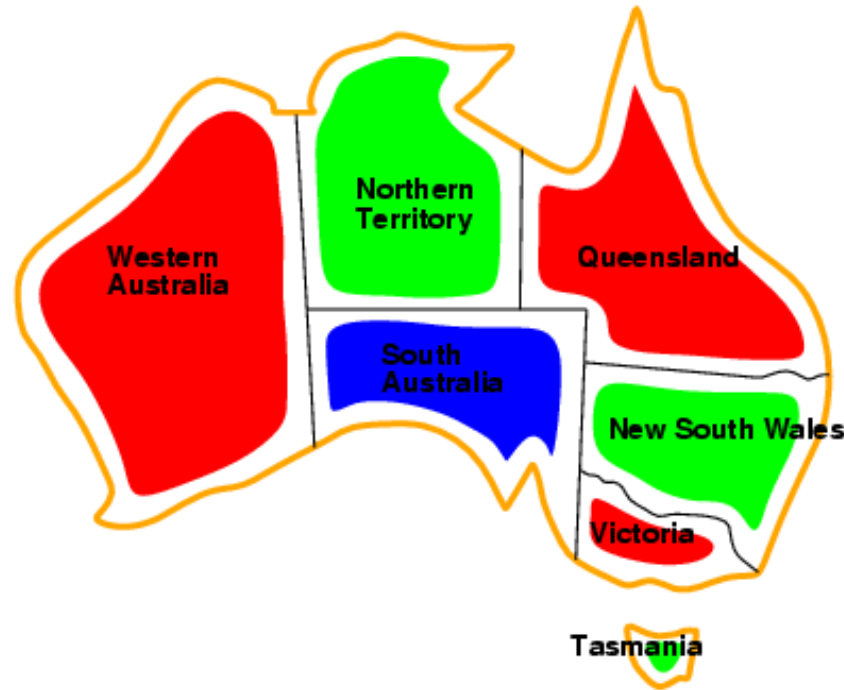 Northern
Territory
Western
Australia
Queensland
South
Australia
New South Wales
Victoria
Tasmania